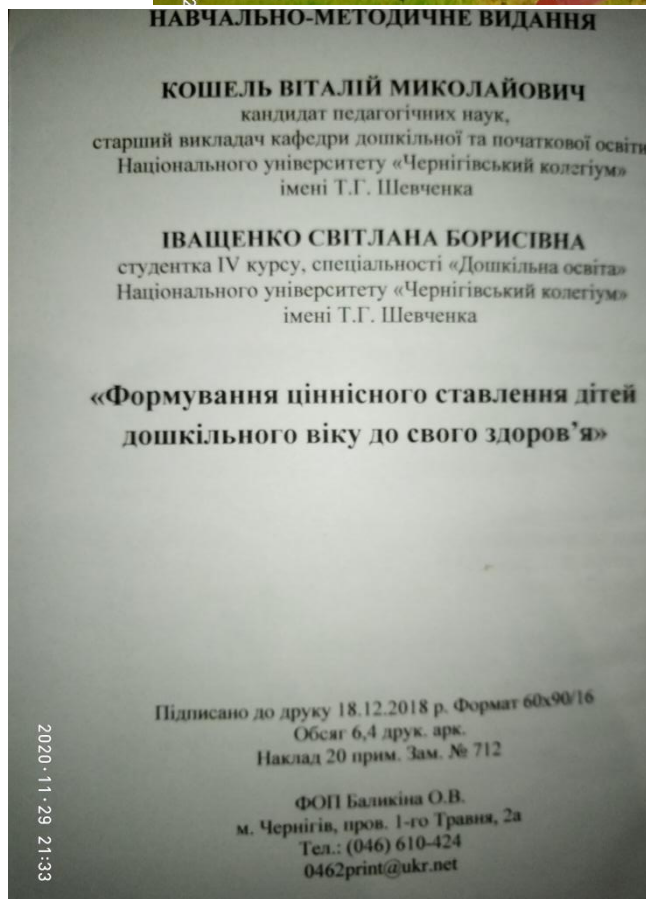 НАВЧАЛЬНО-МЕТОДИЧНЕ ВИДАННЯ
КОШЕЛЬ ВІТАЛІЙ МИКОЛАЙОВИЧ
кандидат педагогічних наук,
старший викладач кафедри дошкільної та початкової освіти
Національного університету «Чернігівський колегіум»
імені Т.Г. Шевченка
ІВАЩЕНКО СВІТЛАНА БОРИСІВНА
студентка IV курсу, спеціальності «Дошкільна освіта»
Національного університету «Чернігівський колегіум»
імені Т.Г. Шевченка
«Формування ціннісного ставлення дітей
дошкільного віку до свого здоров’я»
Підписано до друку 18.12.2018 р. Формат 60х90/16
Обсяг 6,4 друк. арк.
Наклад 20 прим. Зам. № 712
ФОП Баликіна О.В.
м. Чернігів, пров. 1-го Травня, 2а
Тел.: (046) 610-424
0462print@ukr.net
2020·11·29 21:33